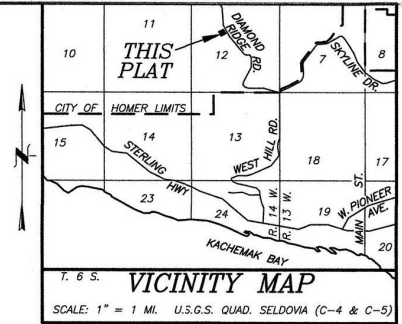 11
10
DIAMOND
RIDGE RD.
THIS
PLAT
12
7
SKYLINE DR.
8
CITY OF HOMER LIMITS
N
15
14
13
WEST HILL RD.
18
17
STERLING
HWY
23
24
R. 14 W.
R. 13 W.
19
MAIN ST.
W. PIONEER
AVE.
20
KACHEMAK BAY
T. 6 S.
VICINITY MAP
SCALE: 1" = 1 MI. U.S.G.S. QUAD. SELDOVIA (C-4 & C-5)